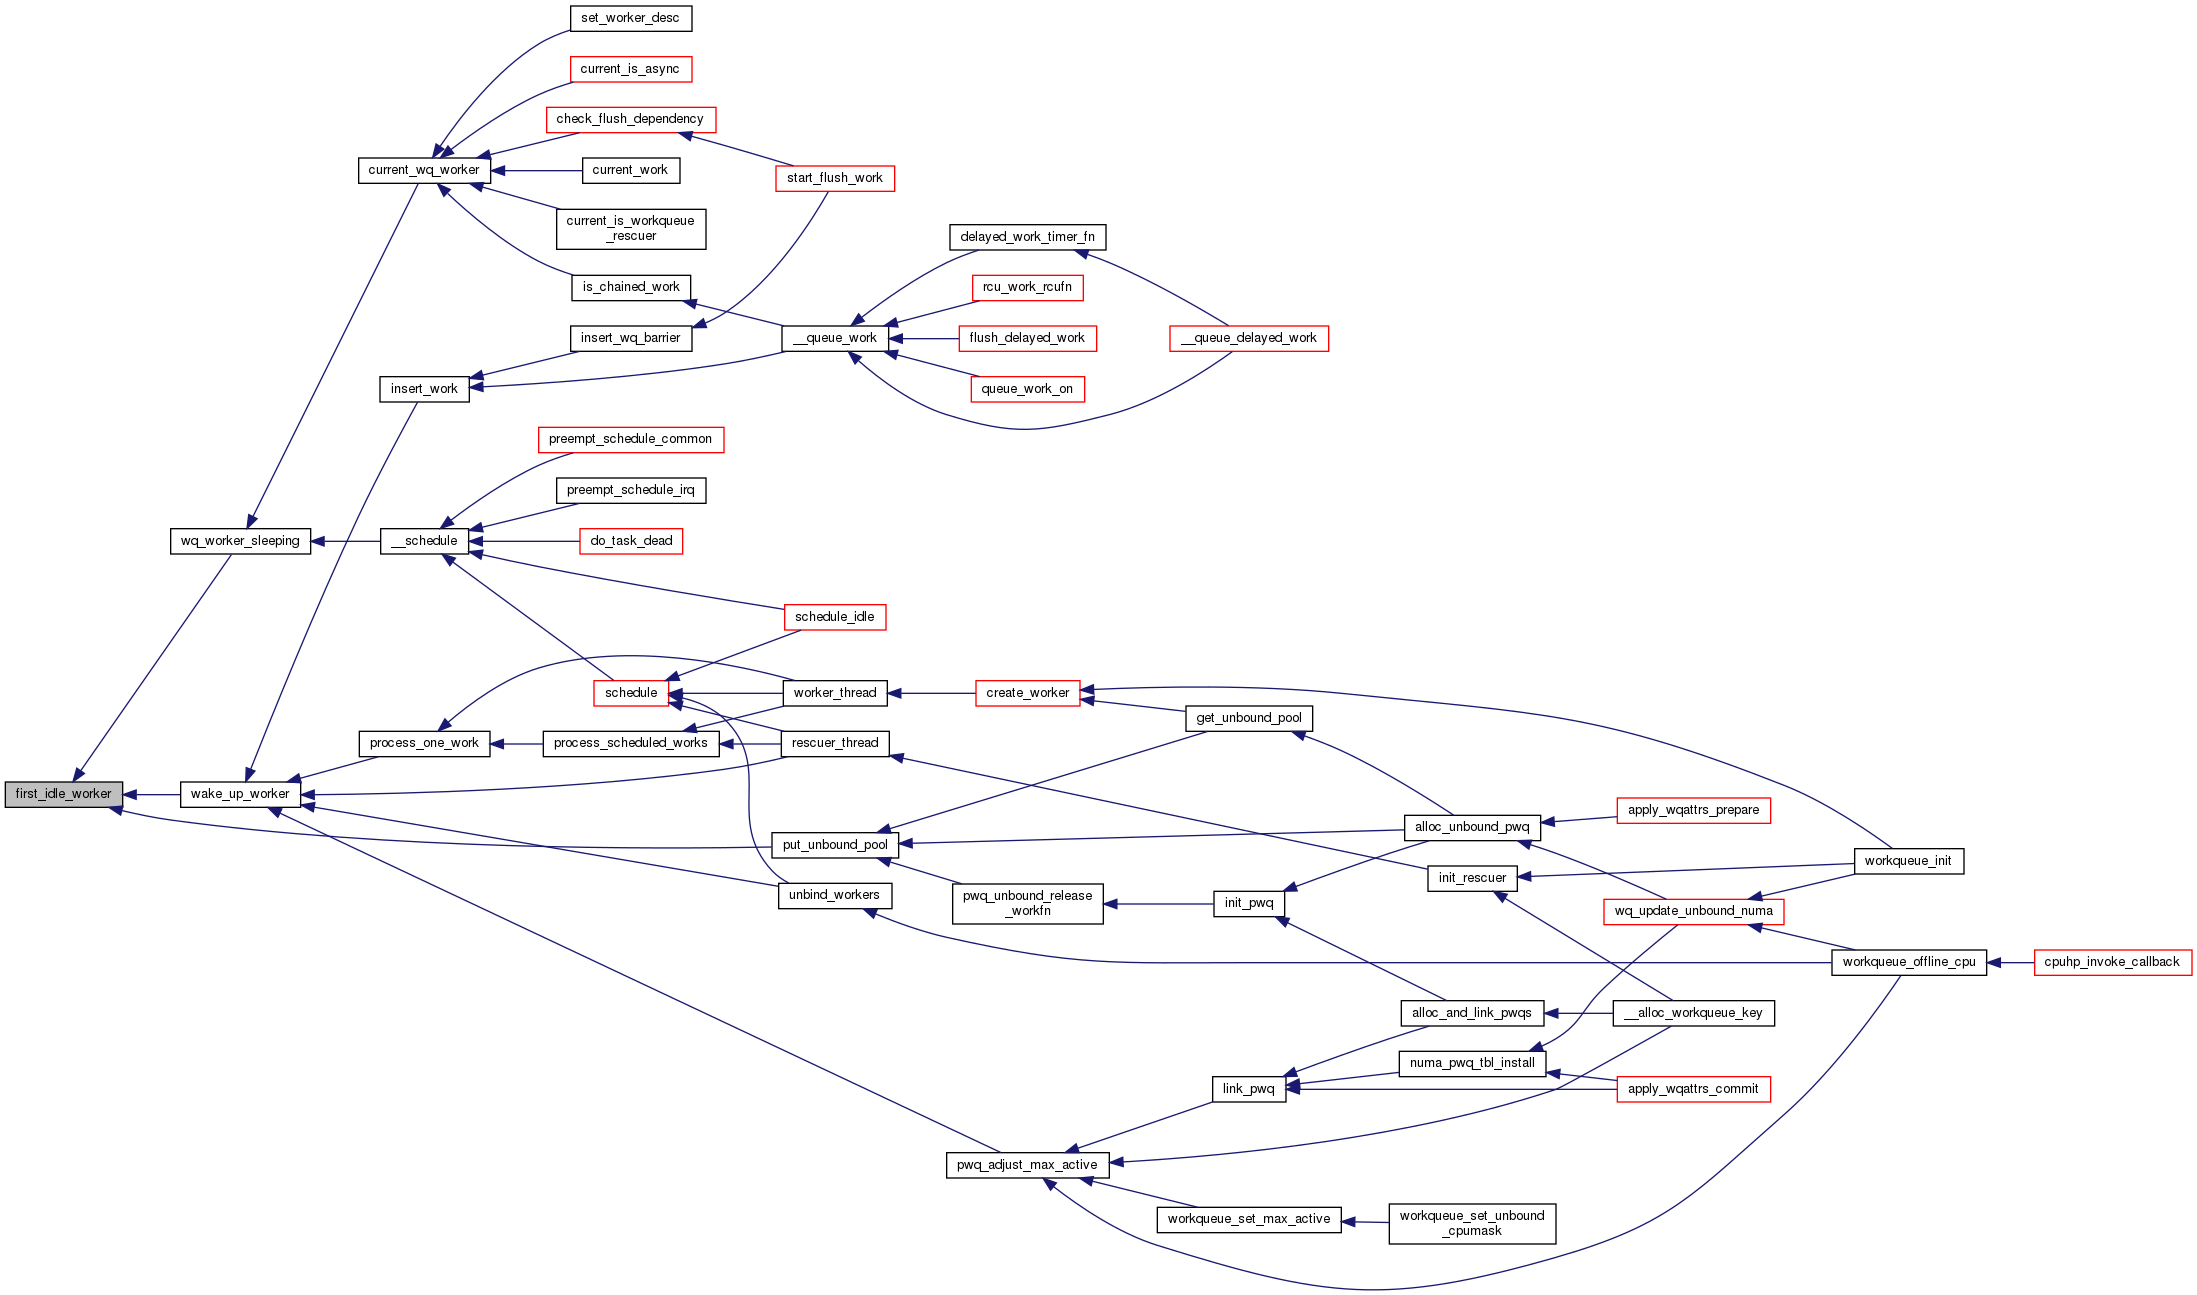 set_worker_desc
current_is_async
check_flush_dependency
current_wq_worker
current_work
start_flush_work
current_is_workqueue
_rescuer
delayed_work_timer_fn
is_chained_work
rcu_work_rcufn
insert_wq_barrier
__queue_work
flush_delayed_work
__queue_delayed_work
insert_work
queue_work_on
preempt_schedule_common
preempt_schedule_irq
wq_worker_sleeping
__schedule
do_task_dead
schedule_idle
schedule
worker_thread
create_worker
get_unbound_pool
process_one_work
process_scheduled_works
rescuer_thread
first_idle_worker
wake_up_worker
apply_wqattrs_prepare
alloc_unbound_pwq
put_unbound_pool
workqueue_init
init_rescuer
unbind_workers
pwq_unbound_release
_workfn
init_pwq
wq_update_unbound_numa
workqueue_offline_cpu
cpuhp_invoke_callback
alloc_and_link_pwqs
__alloc_workqueue_key
numa_pwq_tbl_install
link_pwq
apply_wqattrs_commit
pwq_adjust_max_active
workqueue_set_max_active
workqueue_set_unbound
_cpumask